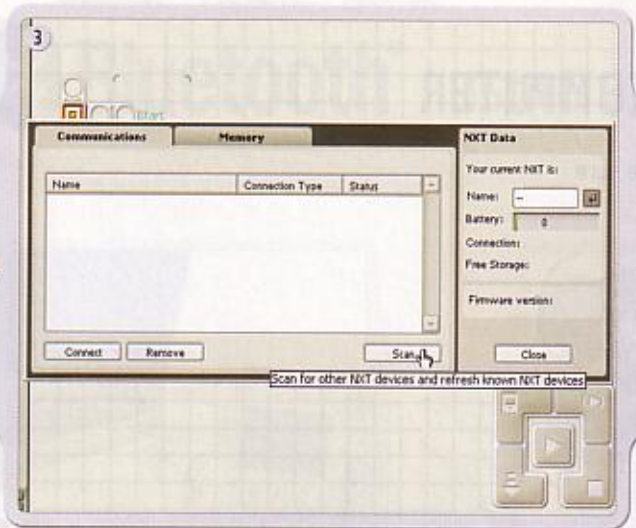 3
Start
Communications
Memory
Name
Connection Type
Status
Connect
Remove
Scan
Scan for other NXT devices and refresh known NXT devices
NXT Data
Your current NXT is:
Name: --
Battery: 0
Connection:
Free Storage:
Firmware version:
Close